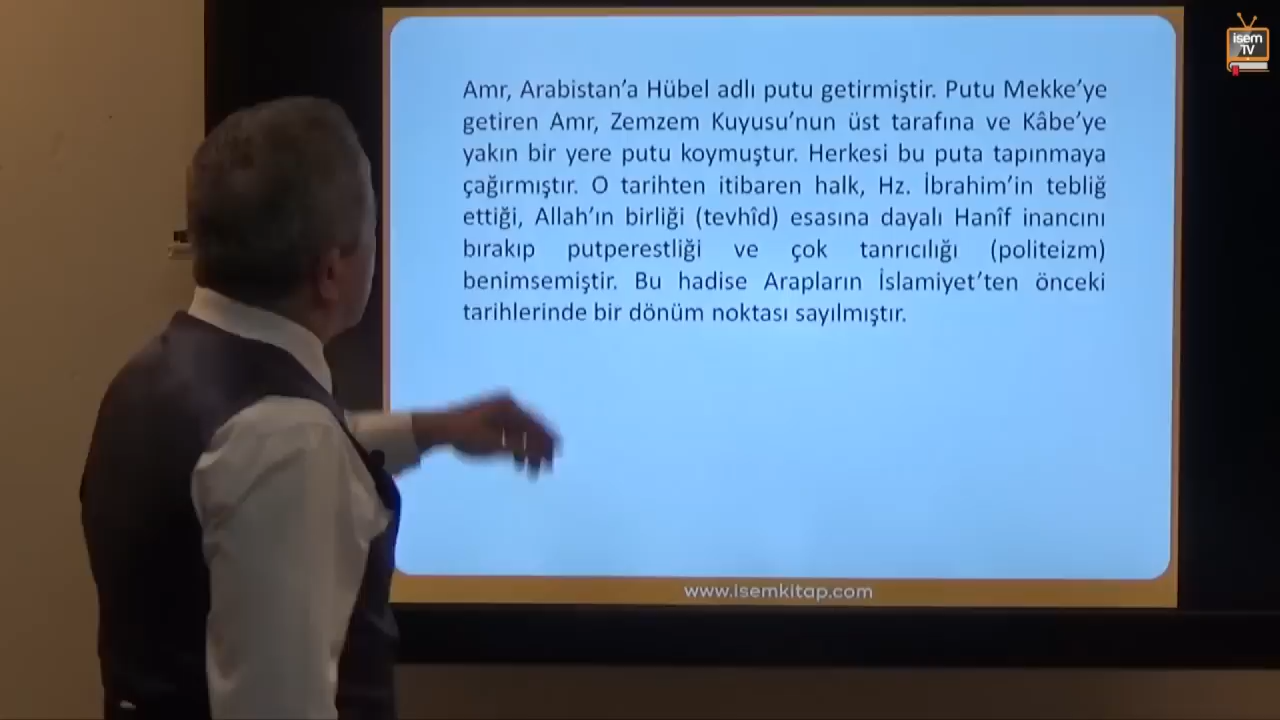 isem
TV
Amr, Arabistan’a Hübel adlı putu getirmiştir. Putu Mekke’ye
getiren Amr, Zemzem Kuyusu’nun üst tarafına ve Kâbe’ye
yakın bir yere putu koymuştur. Herkesi bu puta tapınmaya
çağırmıştır. O tarihten itibaren halk, Hz. İbrahim’in tebliğ
ettiği, Allah’ın birliği (tevhîd) esasına dayalı Hanîf inancını
bırakıp putperestliği ve çok tanrıcılığı (politeizm)
benimsemiştir. Bu hadise Arapların İslamiyet’ten önceki
tarihlerinde bir dönüm noktası sayılmıştır.
www.isemkitap.com